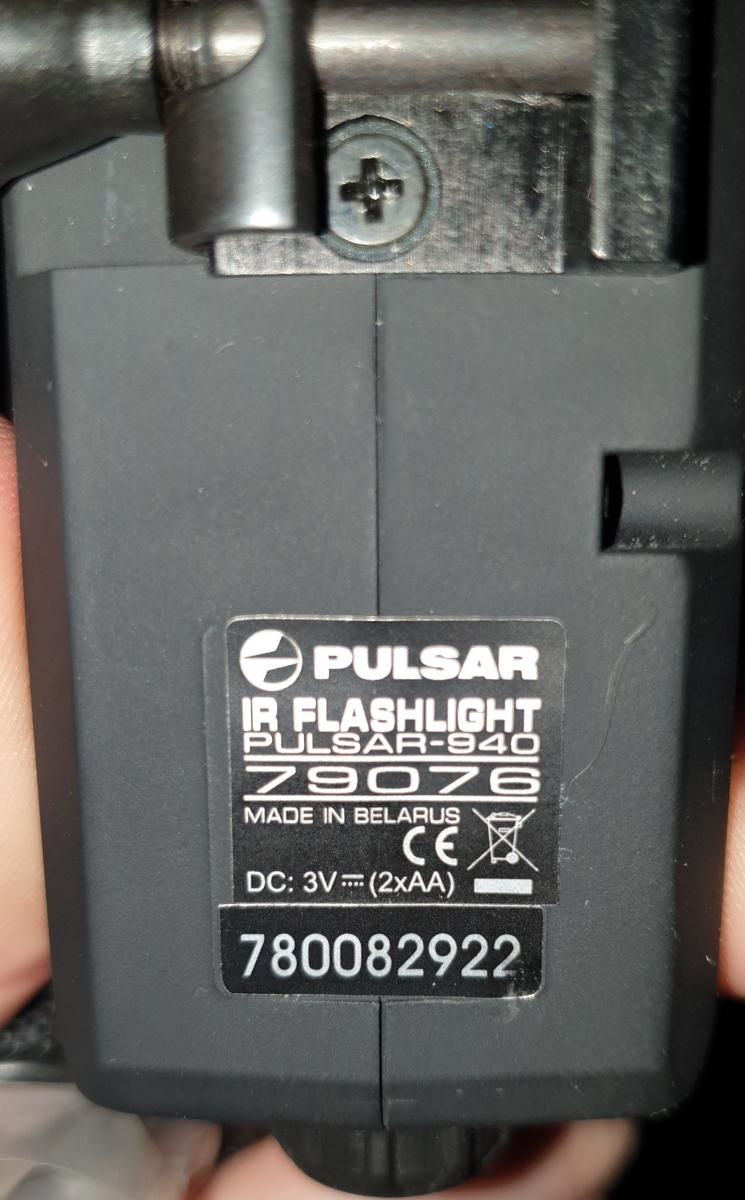 PULSAR
IR FLASHLIGHT
PULSAR-940
79076
MADE IN BELARUS
CE
DC: 3V⎓(2xAA)
780082922